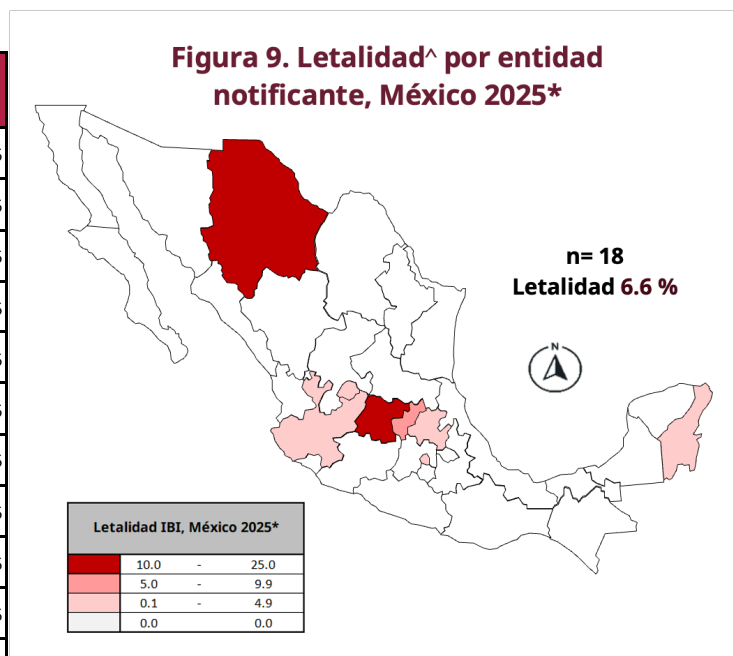 Figura 9. Letalidad^ por entidad
notificante, México 2025*
n= 18
Letalidad 6.6 %
N
Letalidad IBI, México 2025*
10.0 - 25.0
5.0 - 9.9
0.1 - 4.9
0.0 0.0